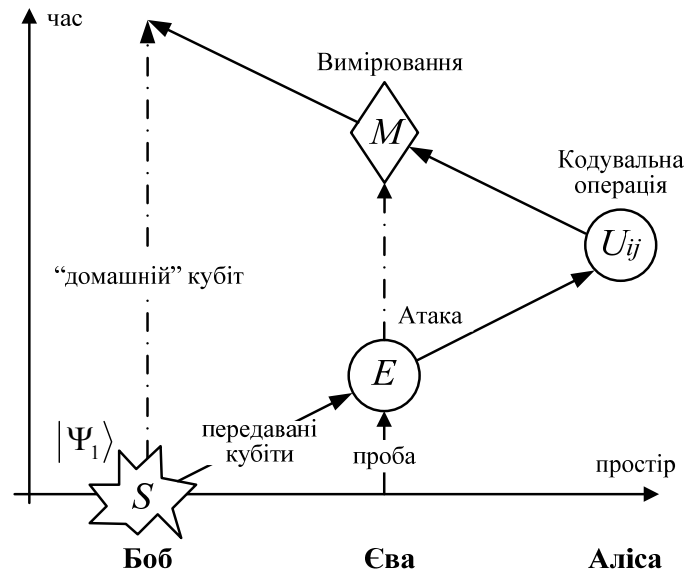 час
Вимірювання
M
Кодувальна
операція
Uij
“домашній” кубіт
Атака
E
|Ψ₁⟩
передавані
кубіти
проба
простір
S
Боб
Єва
Аліса